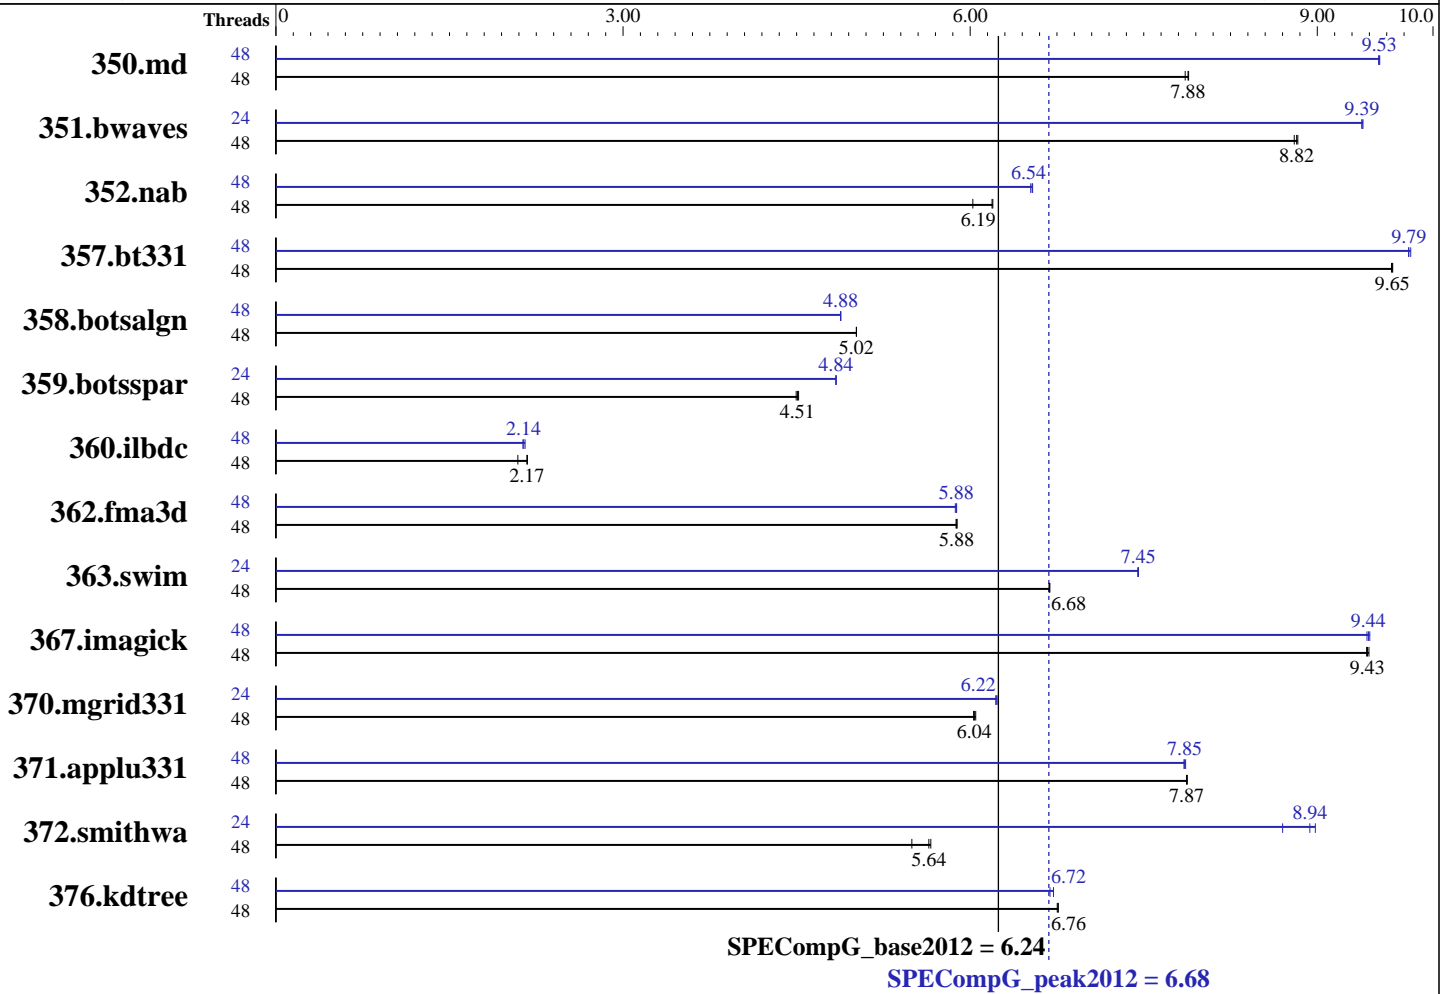 Threads 0 3.00 6.00 9.00 10.0
350.md 48 9.53
48 7.88
351.bwaves 24 9.39
48 8.82
352.nab 48 6.54
48 6.19
357.bt331 48 9.79
48 9.65
358.botsalgn 48 4.88
48 5.02
359.botsspar 24 4.84
48 4.51
360.ilbdc 48 2.14
48 2.17
362.fma3d 48 5.88
48 5.88
363.swim 24 7.45
48 6.68
367.imagick 48 9.44
48 9.43
370.mgrid331 24 6.22
48 6.04
371.applu331 48 7.85
48 7.87
372.smithwa 24 8.94
48 5.64
376.kdtree 48 6.72
48 6.76
SPECompG_base2012 = 6.24
SPECompG_peak2012 = 6.68